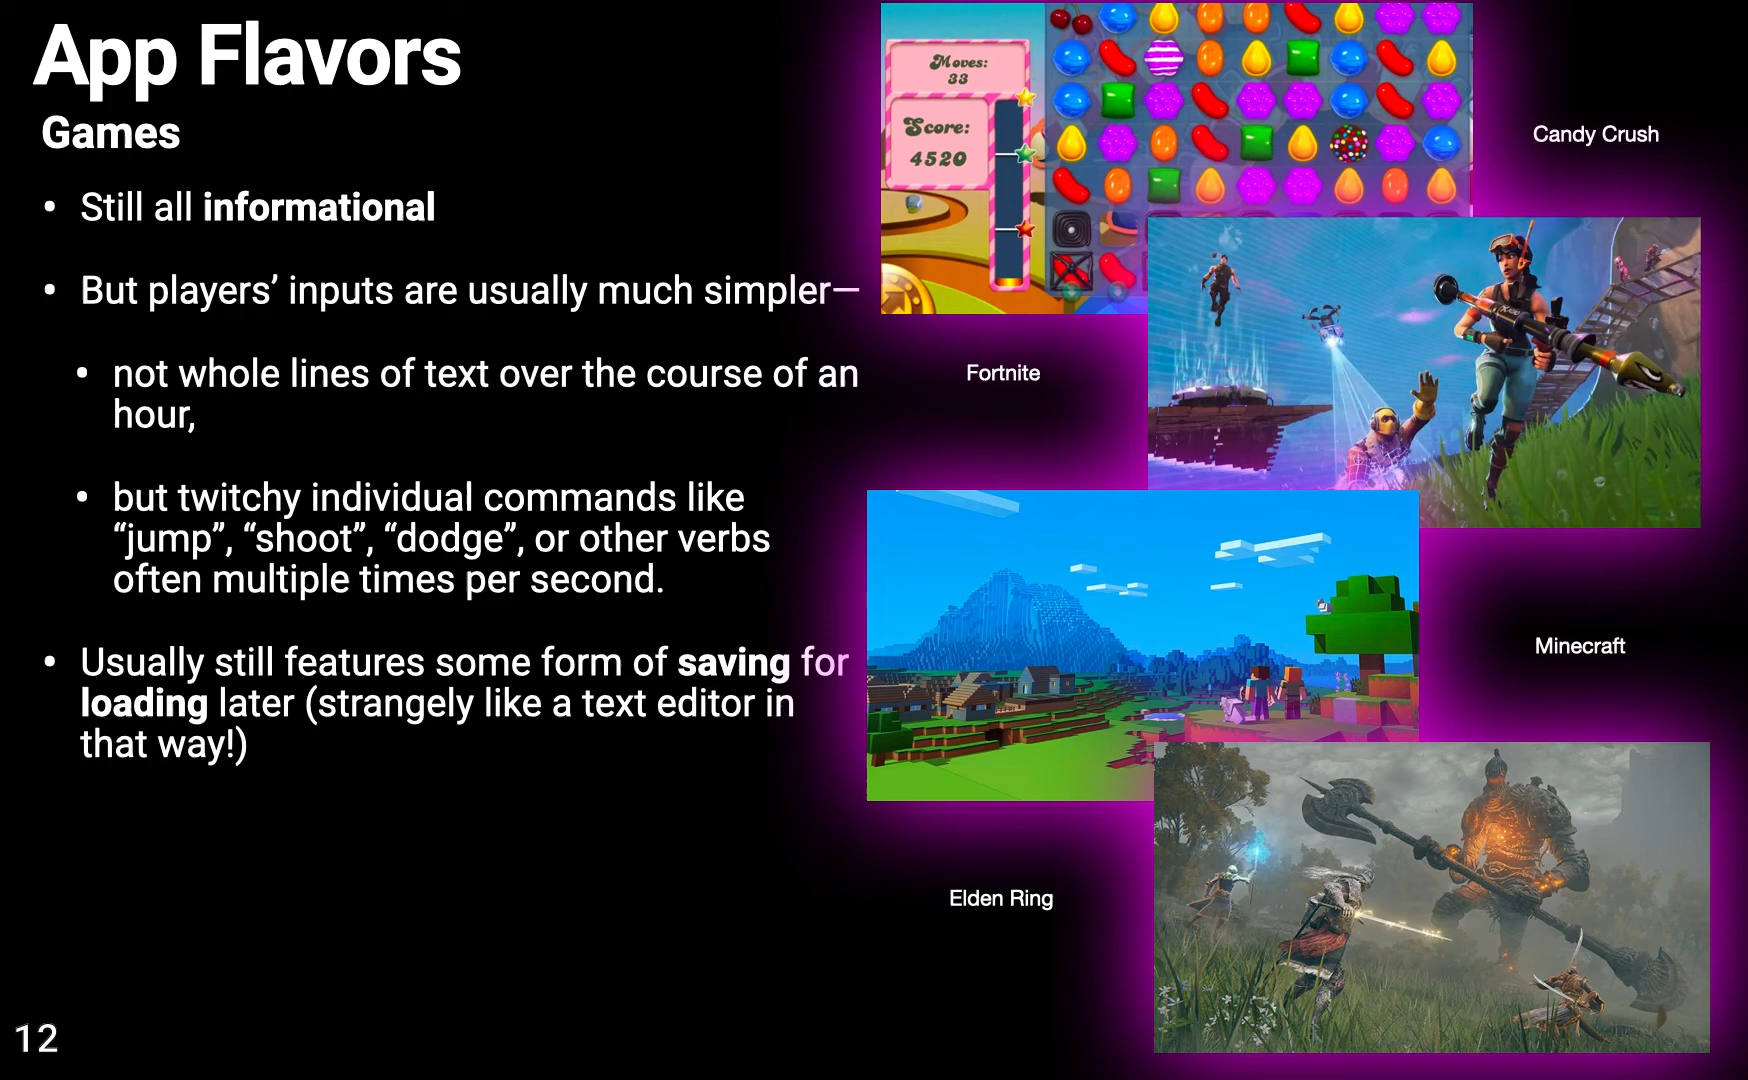 App Flavors
Games
• Still all informational
• But players’ inputs are usually much simpler—
• not whole lines of text over the course of an
hour,
• but twitchy individual commands like
“jump”, “shoot”, “dodge”, or other verbs
often multiple times per second.
• Usually still features some form of saving for
loading later (strangely like a text editor in
that way!)
12
Moves:
33
Score:
4520
Candy Crush
Fortnite
Minecraft
Elden Ring